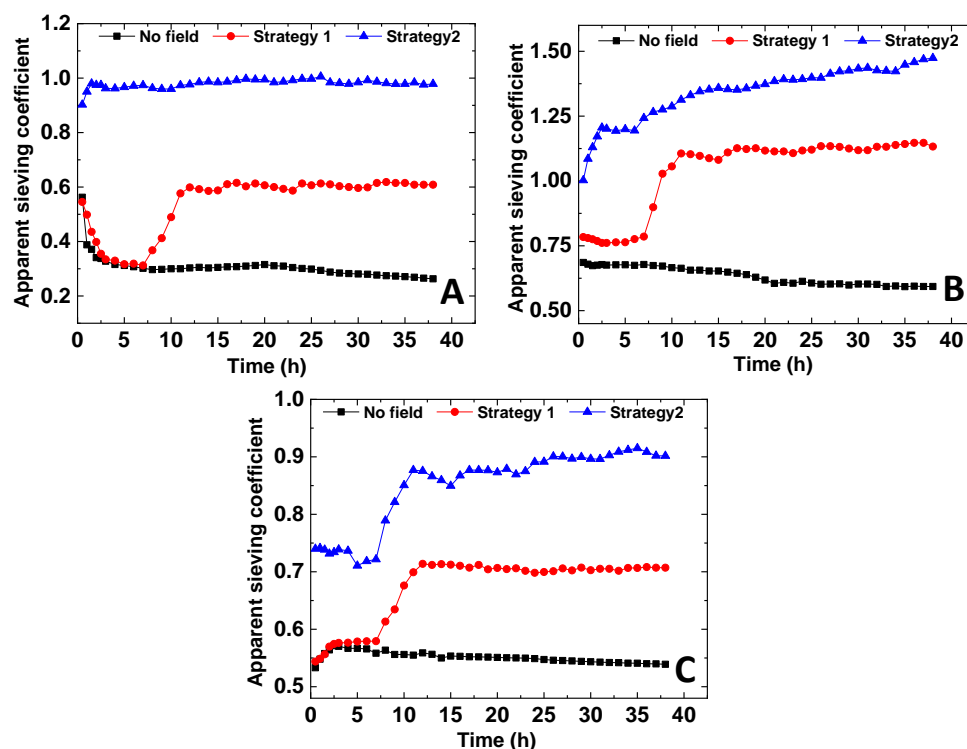 1.2
No field Strategy 1 Strategy2
1.0
0.8
0.6
0.4
0.2
0.0
Apparent sieving coefficient
0 5 10 15 20 25 30 35 40
Time (h)
A
No field Strategy 1 Strategy2
1.50
1.25
1.00
0.75
0.50
Apparent sieving coefficient
0 5 10 15 20 25 30 35 40
Time (h)
B
1.0
No field Strategy 1 Strategy2
0.9
0.8
0.7
0.6
0.5
Apparent sieving coefficient
0 5 10 15 20 25 30 35 40
Time (h)
C